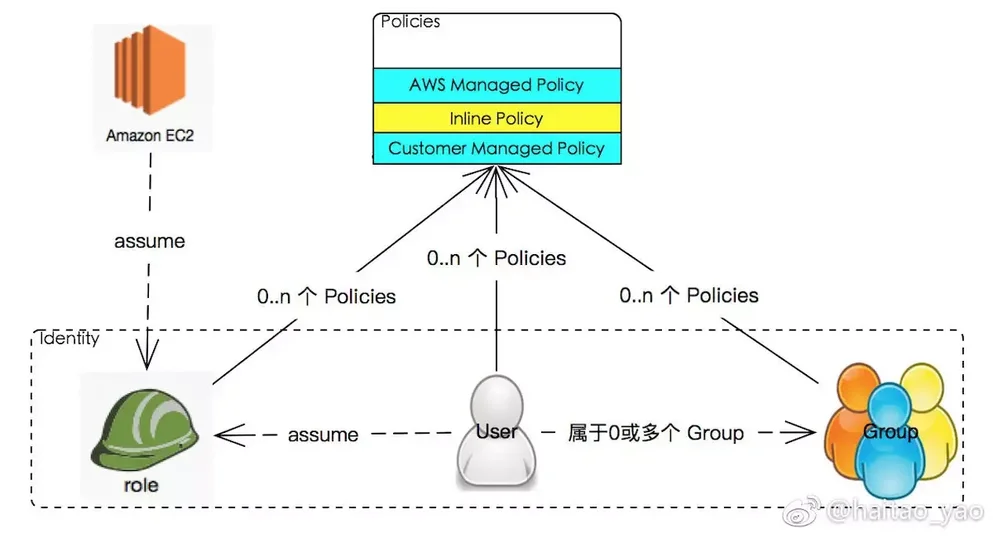 Policies
AWS Managed Policy
Inline Policy
Customer Managed Policy
Amazon EC2
assume
0..n 个 Policies
0..n 个 Policies
0..n 个 Policies
Identity
assume
User
属于0或多个 Group
Group
role
@haitao_yao